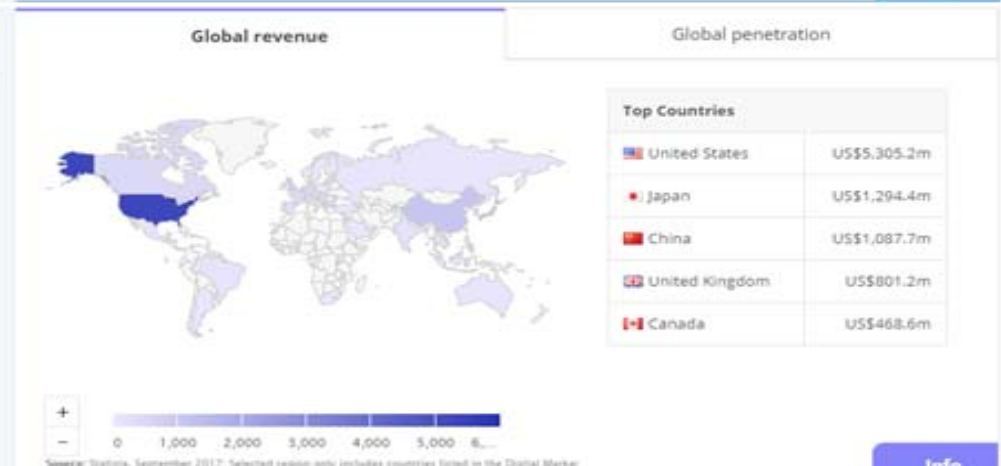 Global revenue
Global penetration
Top Countries
United States US$5,305.2m
Japan US$1,294.4m
China US$1,087.7m
United Kingdom US$801.2m
Canada US$468.6m
+
−
0 1,000 2,000 3,000 4,000 5,000 6,...
Source: Statista, September 2017; Selected region only includes countries listed in the Digital Market
Info